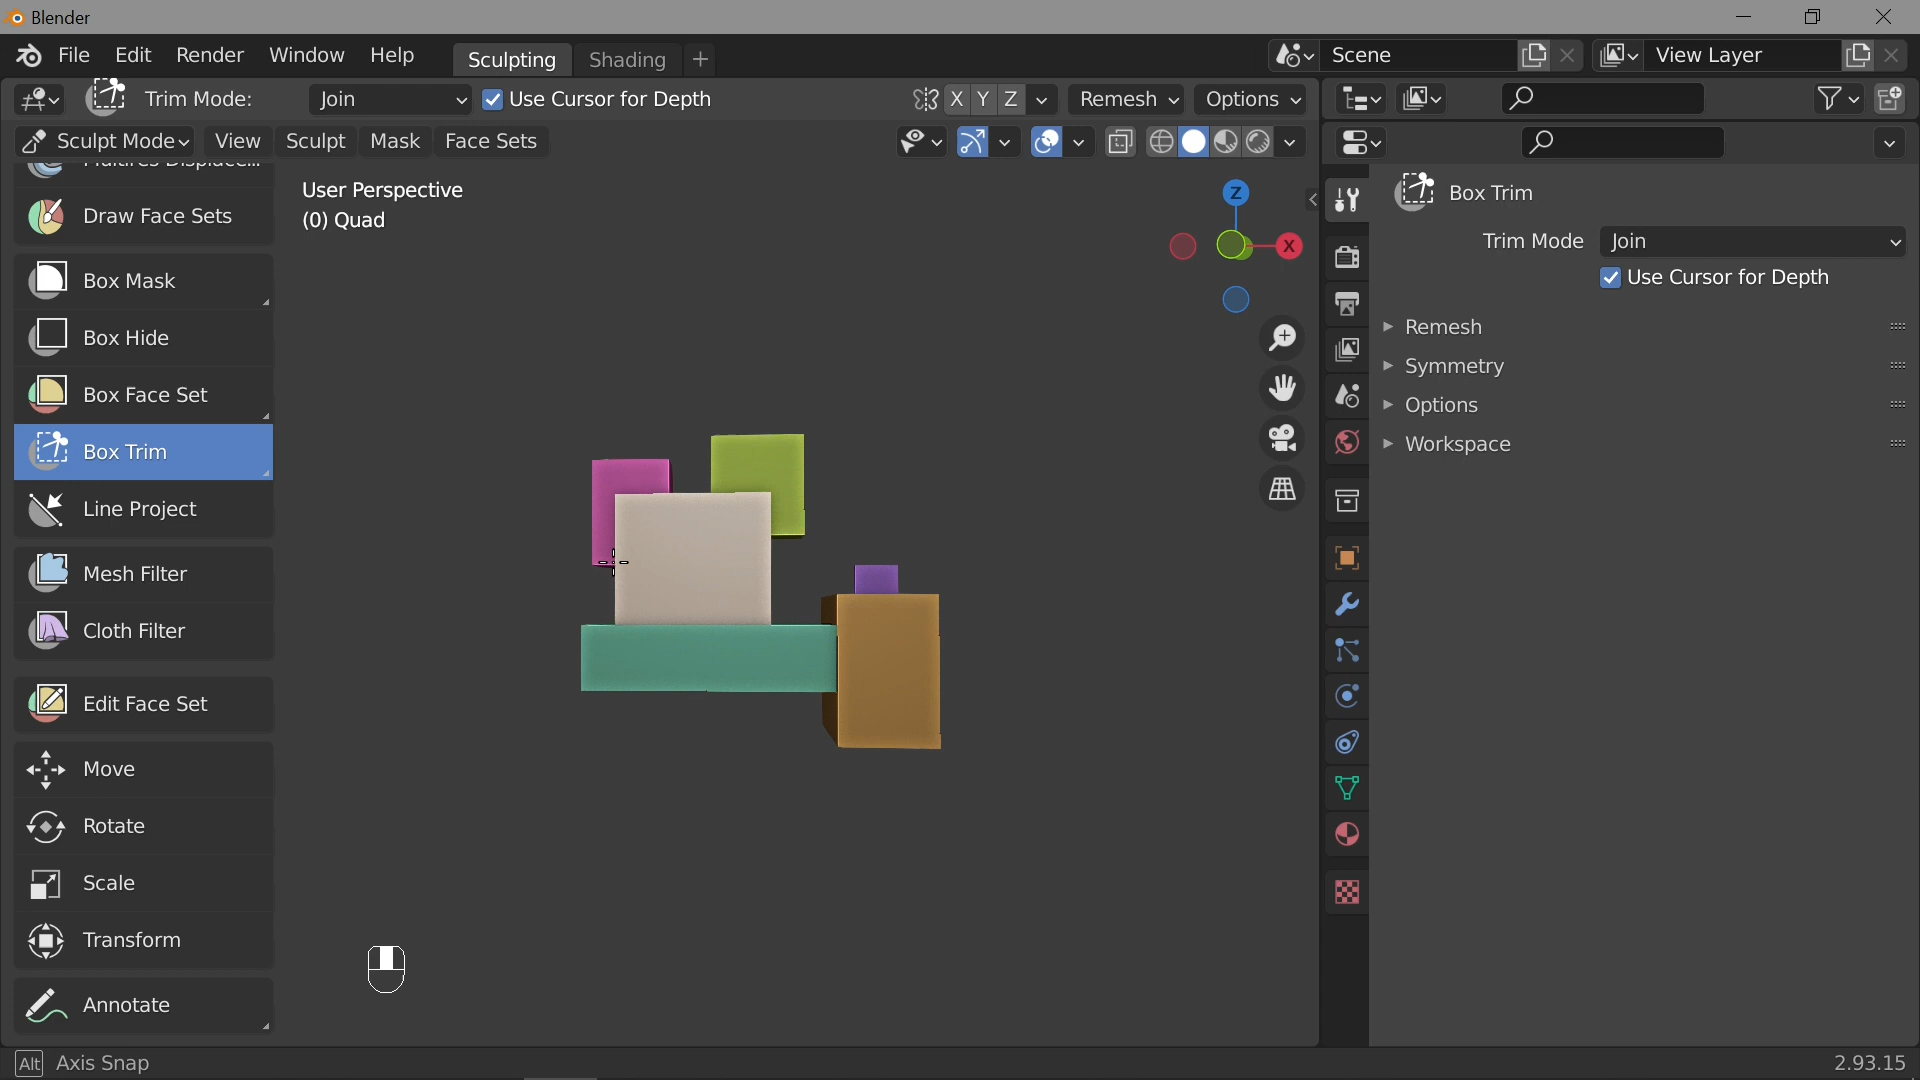 Blender
File Edit Render Window Help Sculpting Shading + Scene View Layer
Trim Mode: Join Use Cursor for Depth X Y Z Remesh Options
Sculpt Mode View Sculpt Mask Face Sets
Multires Displace...
Draw Face Sets
Box Mask
Box Hide
Box Face Set
Box Trim
Line Project
Mesh Filter
Cloth Filter
Edit Face Set
Move
Rotate
Scale
Transform
Annotate
User Perspective
(0) Quad
Z
X
Box Trim
Trim Mode Join
Use Cursor for Depth
Remesh
Symmetry
Options
Workspace
Alt Axis Snap
2.93.15